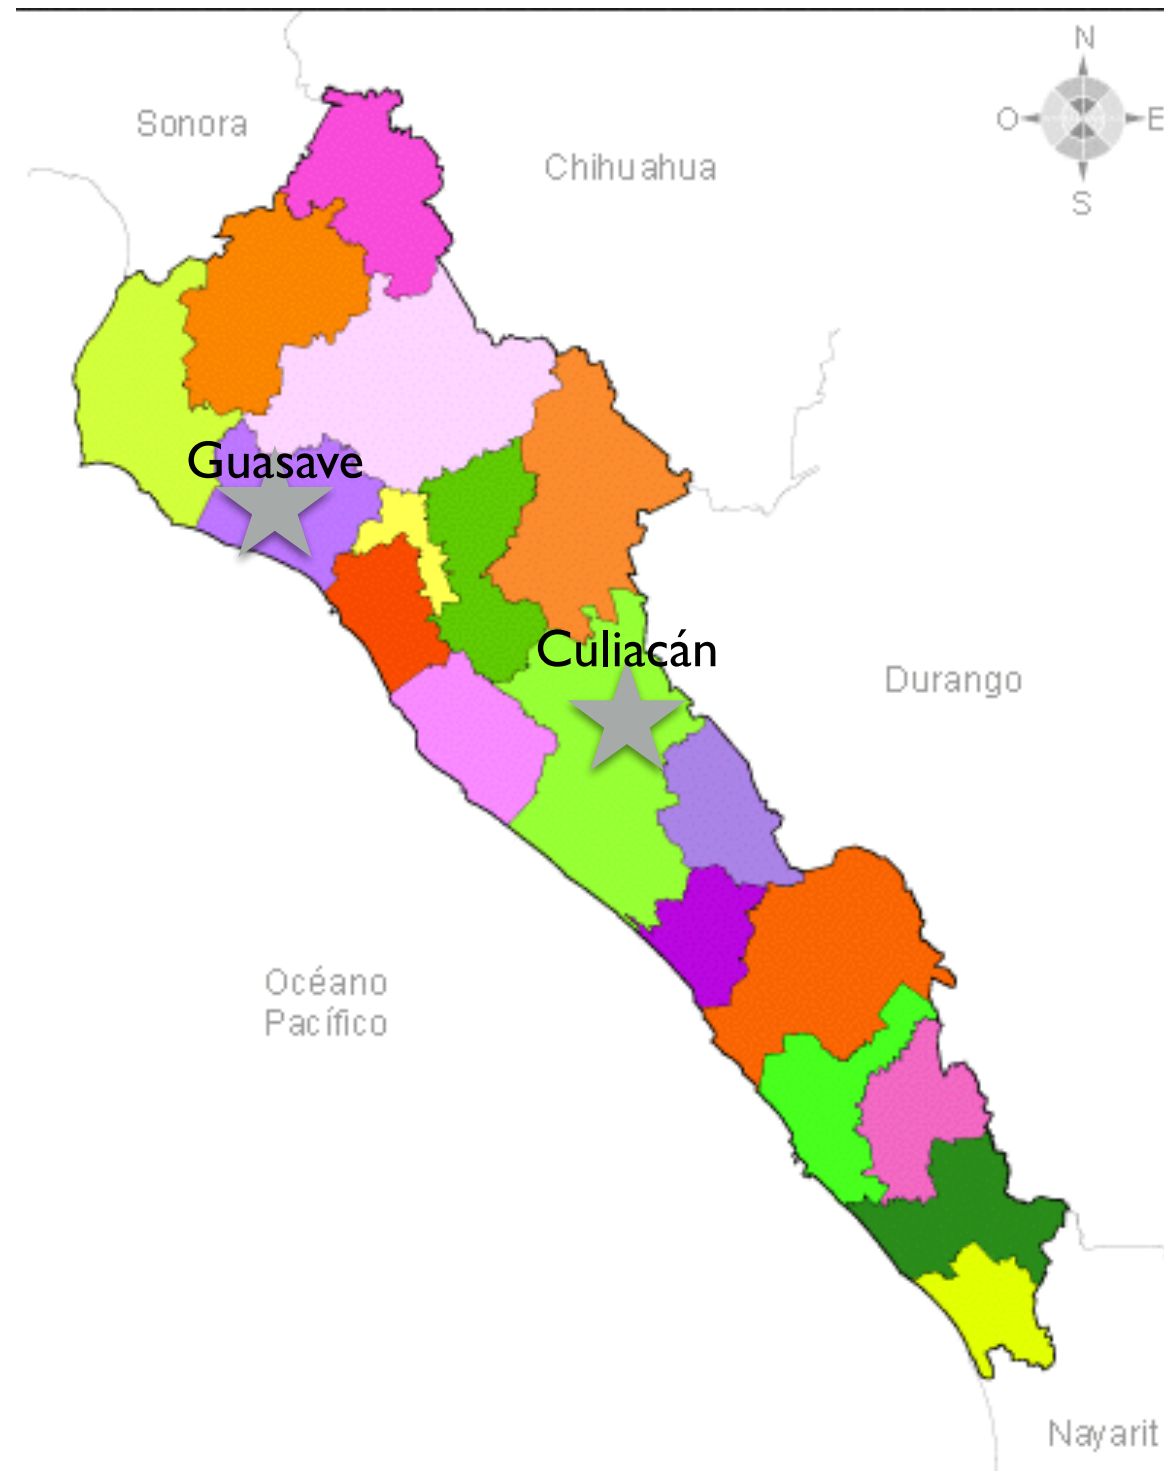 N
Sonora
O
E
Chihuahua
S
Guasave
Culiacán
Durango
Océano
Pacífico
Nayarit